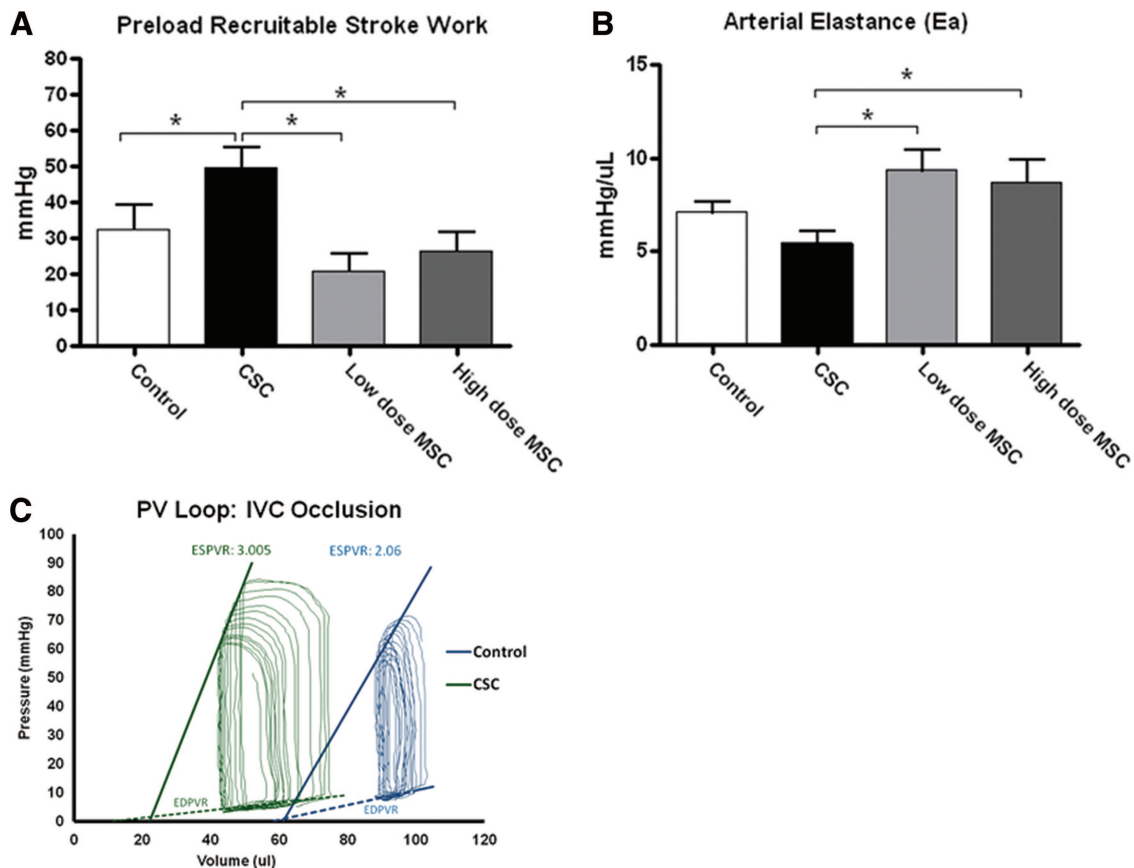 A
Preload Recruitable Stroke Work
80
70
60
50
40
30
20
10
0
mmHg
*
*
*
Control
CSC
Low dose MSC
High dose MSC
B
Arterial Elastance (Ea)
15
10
5
0
mmHg/uL
*
*
Control
CSC
Low dose MSC
High dose MSC
C
PV Loop: IVC Occlusion
100
90
80
70
60
50
40
30
20
10
0
Pressure (mmHg)
ESPVR: 3.005
ESPVR: 2.06
Control
CSC
EDPVR
EDPVR
0 20 40 60 80 100 120
Volume (ul)